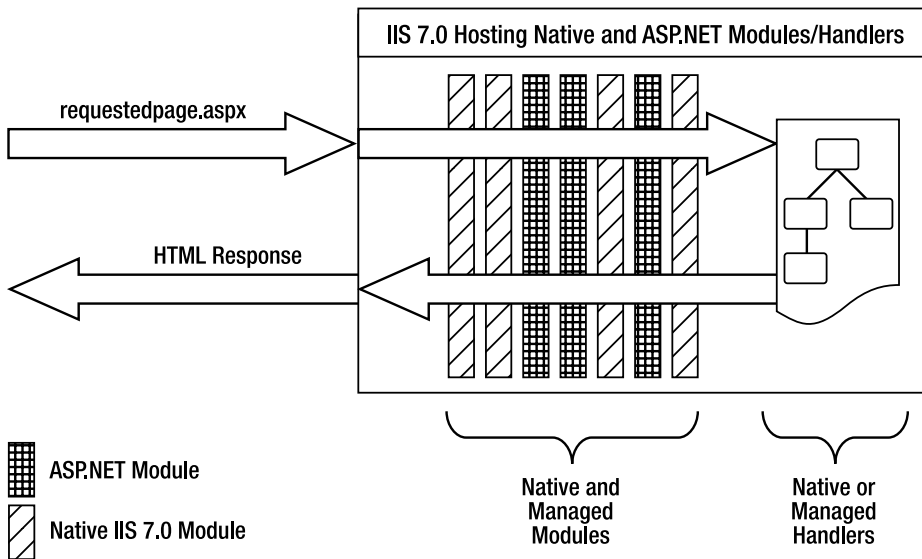 IIS 7.0 Hosting Native and ASP.NET Modules/Handlers
requestedpage.aspx
HTML Response
ASP.NET Module
Native IIS 7.0 Module
Native and
Managed
Modules
Native or
Managed
Handlers